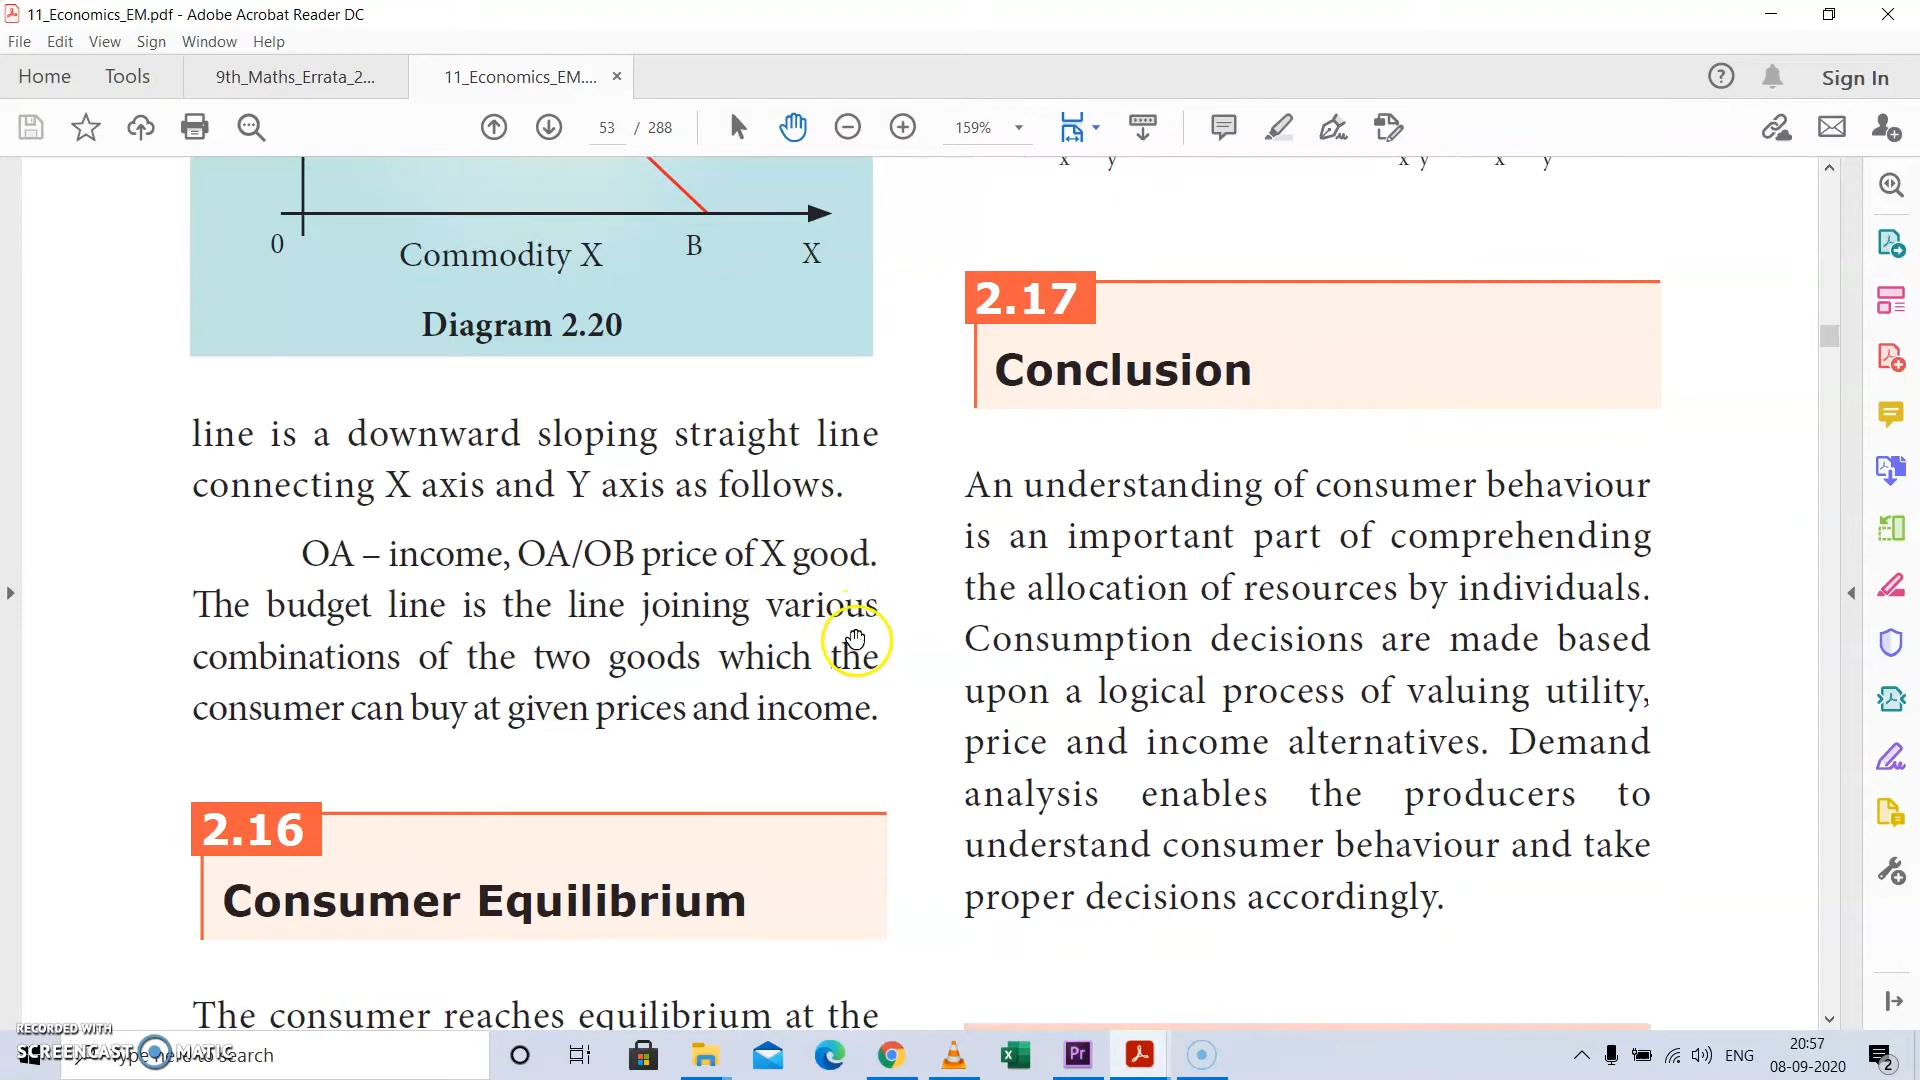 11_Economics_EM.pdf - Adobe Acrobat Reader DC
File Edit View Sign Window Help
Home Tools 9th_Maths_Errata_2... 11_Economics_EM.... ×
Sign In
53 / 288 159%
x y x y x y
0 Commodity X B X
Diagram 2.20
line is a downward sloping straight line
connecting X axis and Y axis as follows.
OA – income, OA/OB price of X good.
The budget line is the line joining various
combinations of the two goods which the
consumer can buy at given prices and income.
2.16
Consumer Equilibrium
The consumer reaches equilibrium at the
2.17
Conclusion
An understanding of consumer behaviour
is an important part of comprehending
the allocation of resources by individuals.
Consumption decisions are made based
upon a logical process of valuing utility,
price and income alternatives. Demand
analysis enables the producers to
understand consumer behaviour and take
proper decisions accordingly.
RECORDED WITH
SCREENCAST MATIC
Type here to search
ENG
20:57
08-09-2020
2